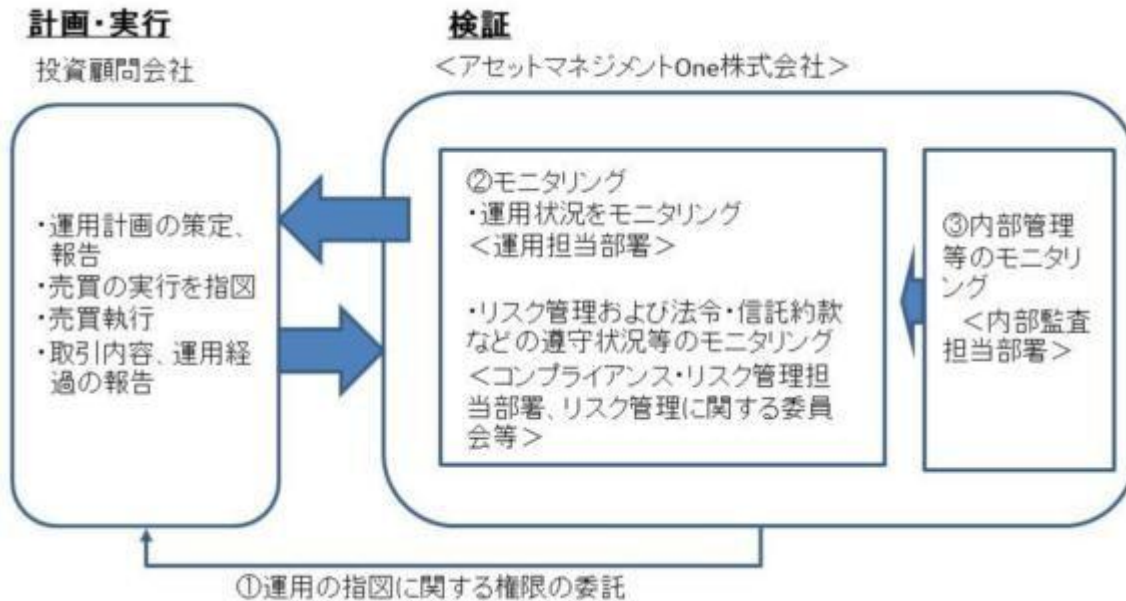 計画・実行
投資顧問会社
・運用計画の策定、
報告
・売買の実行を指図
・売買執行
・取引内容、運用経
過の報告
検証
＜アセットマネジメントOne株式会社＞
②モニタリング
・運用状況をモニタリング
＜運用担当部署＞
・リスク管理および法令・信託約款
などの遵守状況等のモニタリング
＜コンプライアンス・リスク管理担
当部署、リスク管理に関する委員
会等＞
③内部管理
等のモニタリ
ング
＜内部監査
担当部署＞
①運用の指図に関する権限の委託